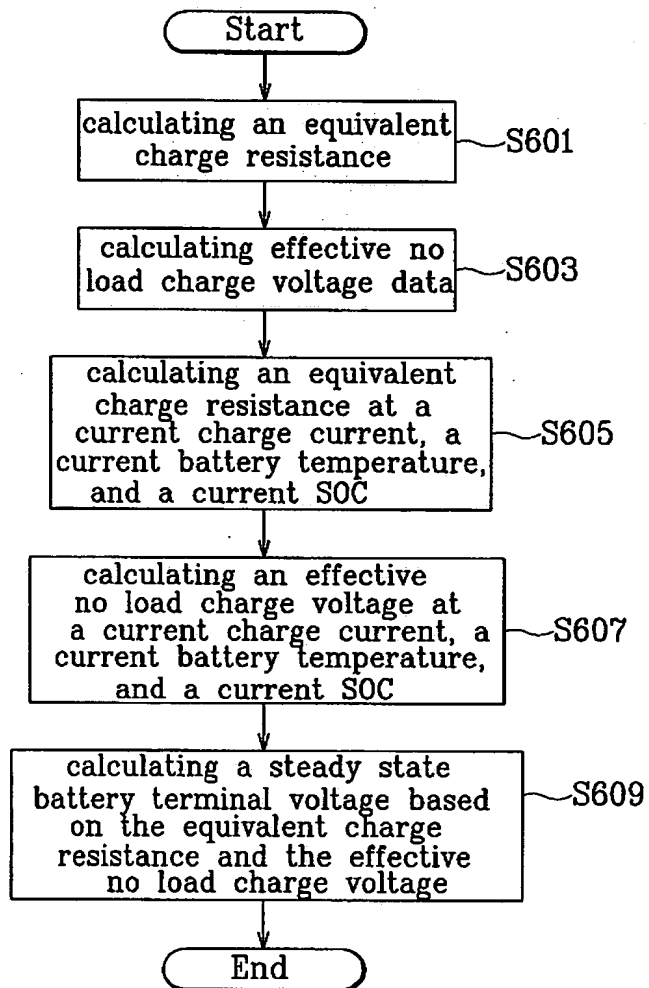 Start
calculating an equivalent
charge resistance
S601
calculating effective no
load charge voltage data
S603
calculating an equivalent
charge resistance at a
current charge current, a
current battery temperature,
and a current SOC
S605
calculating an effective
no load charge voltage at
a current charge current, a
current battery temperature,
and a current SOC
S607
calculating a steady state
battery terminal voltage based
on the equivalent charge
resistance and the effective
no load charge voltage
S609
End